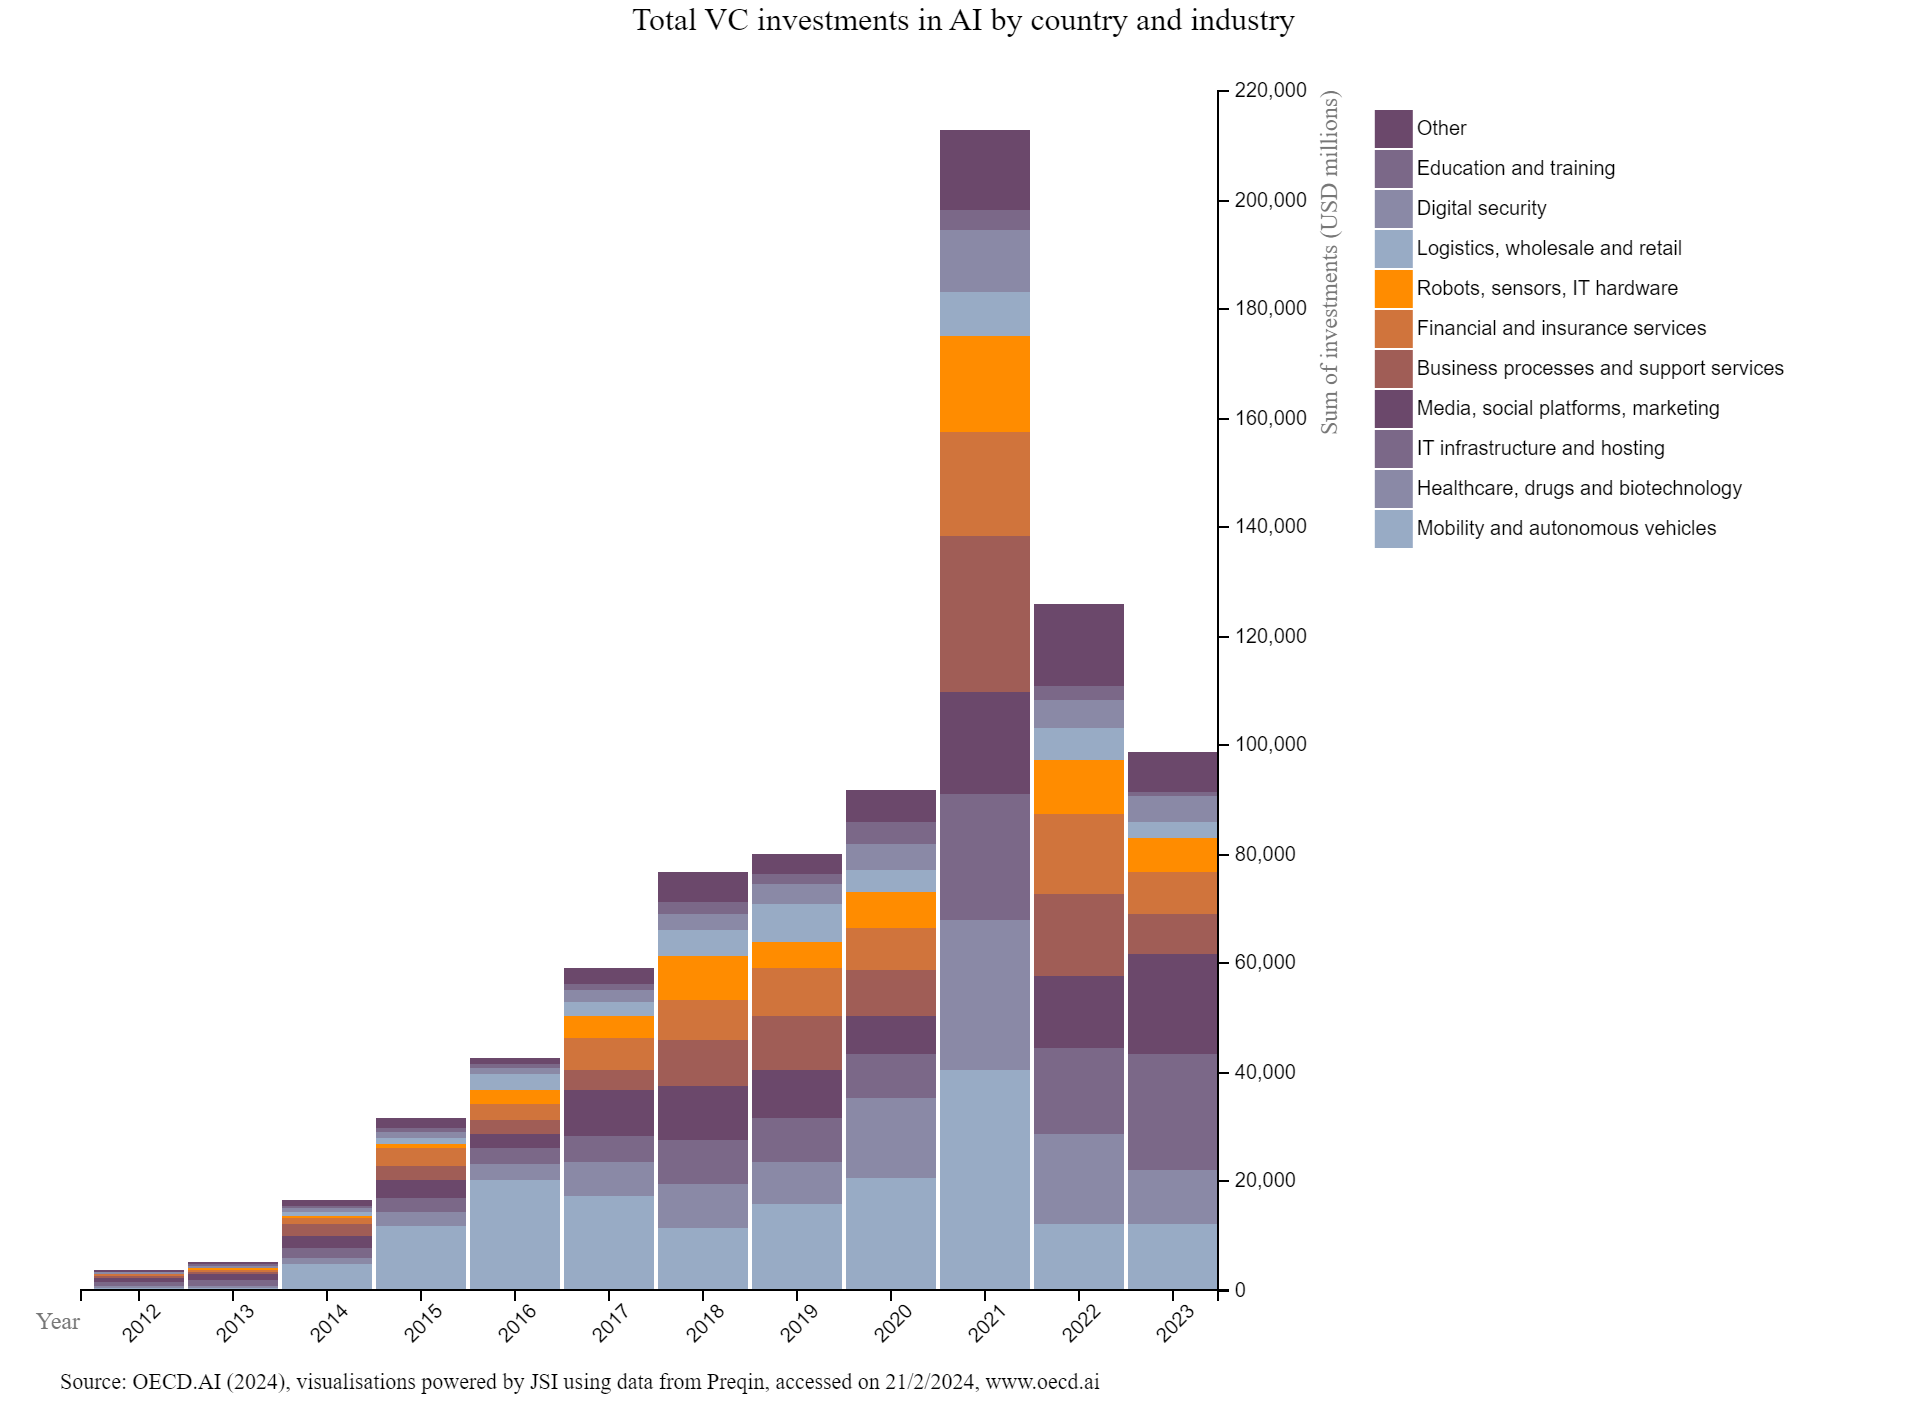 Total VC investments in AI by country and industry
220,000
200,000
180,000
160,000
140,000
120,000
100,000
80,000
60,000
40,000
20,000
0
Sum of investments (USD millions)
Other
Education and training
Digital security
Logistics, wholesale and retail
Robots, sensors, IT hardware
Financial and insurance services
Business processes and support services
Media, social platforms, marketing
IT infrastructure and hosting
Healthcare, drugs and biotechnology
Mobility and autonomous vehicles
Year
2012
2013
2014
2015
2016
2017
2018
2019
2020
2021
2022
2023
Source: OECD.AI (2024), visualisations powered by JSI using data from Preqin, accessed on 21/2/2024, www.oecd.ai